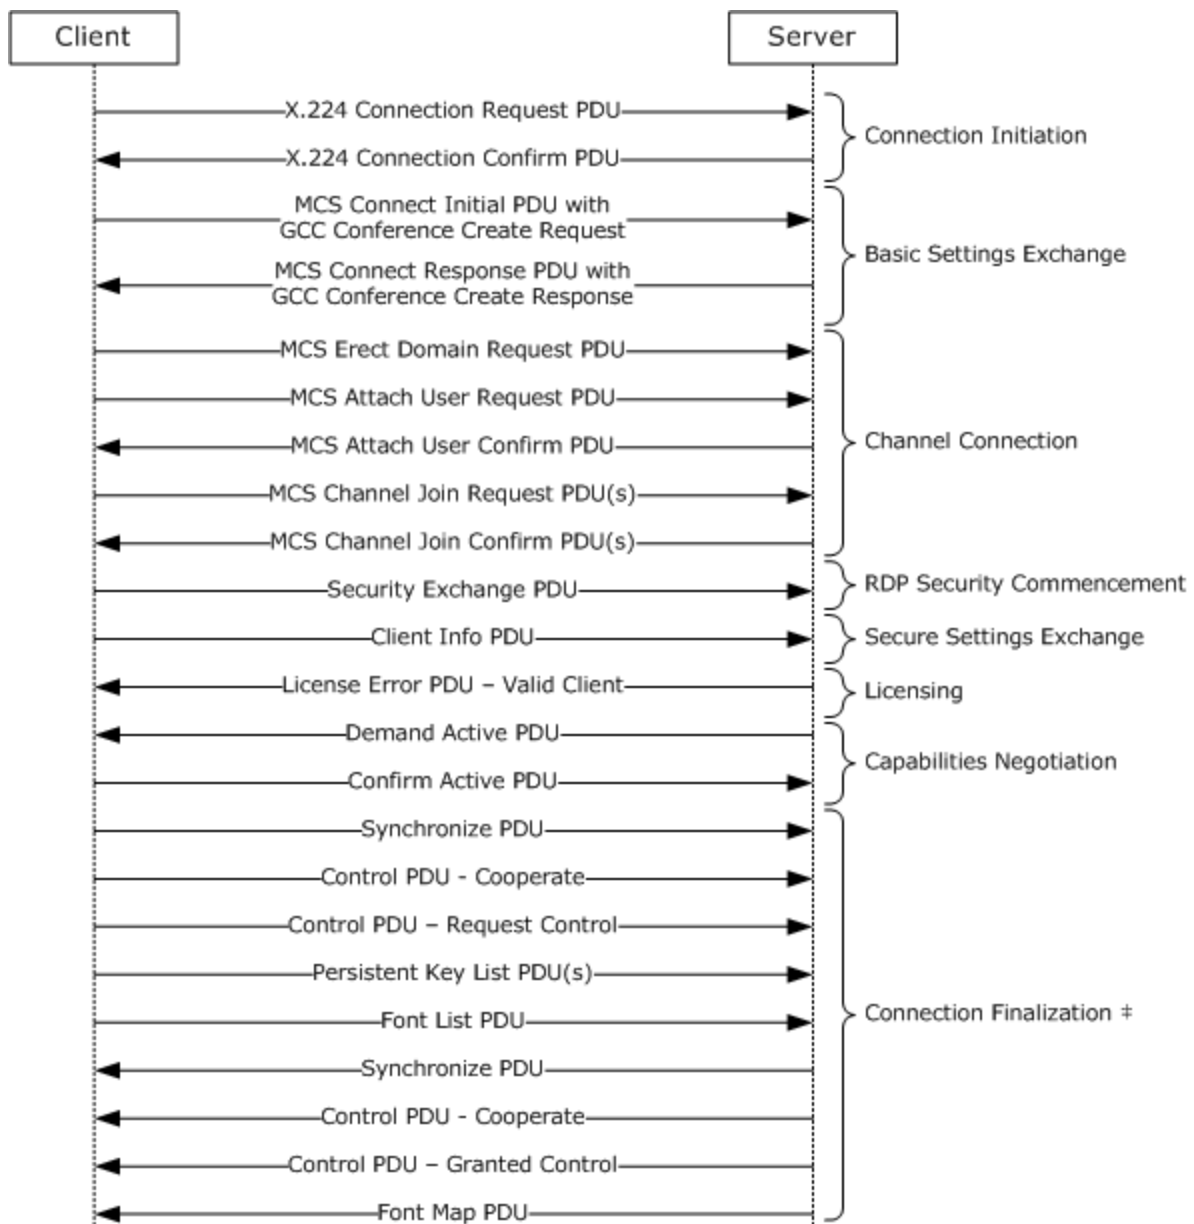 Client
Server
X.224 Connection Request PDU
X.224 Connection Confirm PDU
Connection Initiation
MCS Connect Initial PDU with
GCC Conference Create Request
MCS Connect Response PDU with
GCC Conference Create Response
Basic Settings Exchange
MCS Erect Domain Request PDU
MCS Attach User Request PDU
MCS Attach User Confirm PDU
MCS Channel Join Request PDU(s)
MCS Channel Join Confirm PDU(s)
Channel Connection
Security Exchange PDU
RDP Security Commencement
Client Info PDU
Secure Settings Exchange
License Error PDU – Valid Client
Licensing
Demand Active PDU
Confirm Active PDU
Capabilities Negotiation
Synchronize PDU
Control PDU - Cooperate
Control PDU – Request Control
Persistent Key List PDU(s)
Font List PDU
Synchronize PDU
Control PDU - Cooperate
Control PDU – Granted Control
Font Map PDU
Connection Finalization ‡